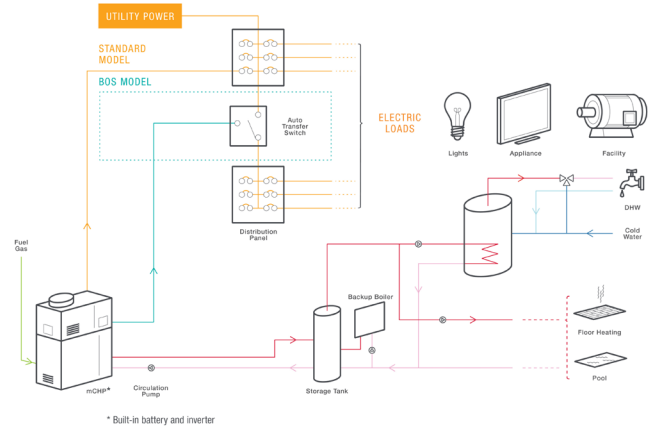 UTILITY POWER
STANDARD
MODEL
BOS MODEL
Auto
Transfer
Switch
ELECTRIC
LOADS
Lights
Appliance
Facility
DHW
Cold
Water
Distribution
Panel
Fuel
Gas
Backup Boiler
Floor Heating
Pool
mCHP*
Circulation
Pump
Storage Tank
* Built-in battery and inverter